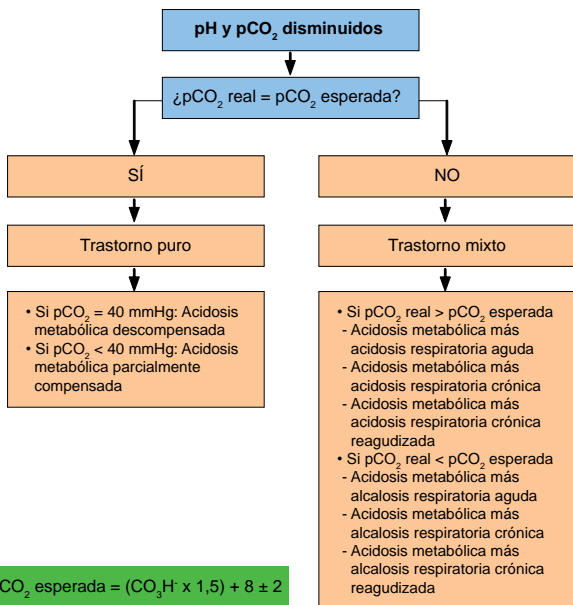 pH y pCO₂ disminuidos
¿pCO₂ real = pCO₂ esperada?
SÍ
NO
Trastorno puro
Trastorno mixto
• Si pCO₂ = 40 mmHg: Acidosis
metabólica descompensada
• Si pCO₂ < 40 mmHg: Acidosis
metabólica parcialmente
compensada
• Si pCO₂ real > pCO₂ esperada
- Acidosis metabólica más
acidosis respiratoria aguda
- Acidosis metabólica más
acidosis respiratoria crónica
- Acidosis metabólica más
acidosis respiratoria crónica
reagudizada
• Si pCO₂ real < pCO₂ esperada
- Acidosis metabólica más
alcalosis respiratoria aguda
- Acidosis metabólica más
alcalosis respiratoria crónica
- Acidosis metabólica más
alcalosis respiratoria crónica
reagudizada
CO₂ esperada = (CO₃H⁻ x 1,5) + 8 ± 2